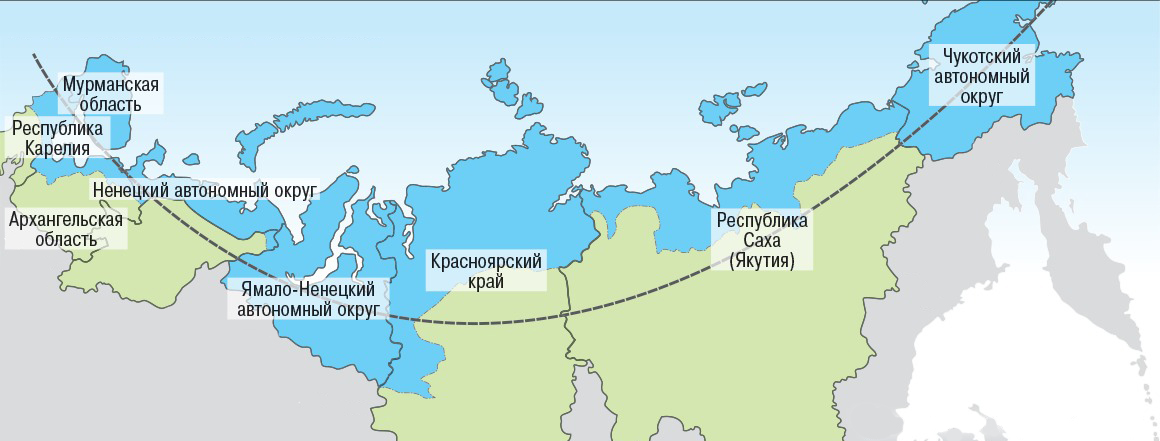 Мурманская
область
Республика
Карелия
Ненецкий автономный округ
Архангельская
область
Ямало-Ненецкий
автономный округ
Красноярский
край
Республика
Саха
(Якутия)
Чукотский
автономный
округ